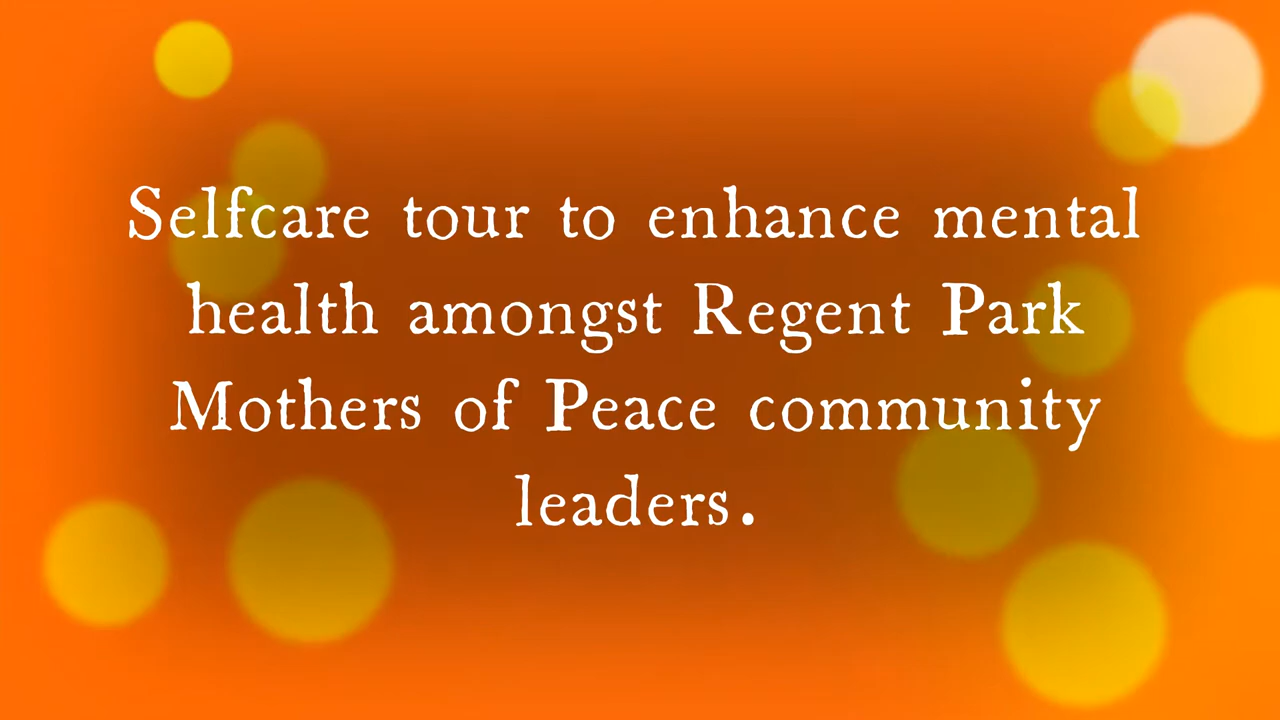 Selfcare tour to enhance mental
health amongst Regent Park
Mothers of Peace community
leaders.